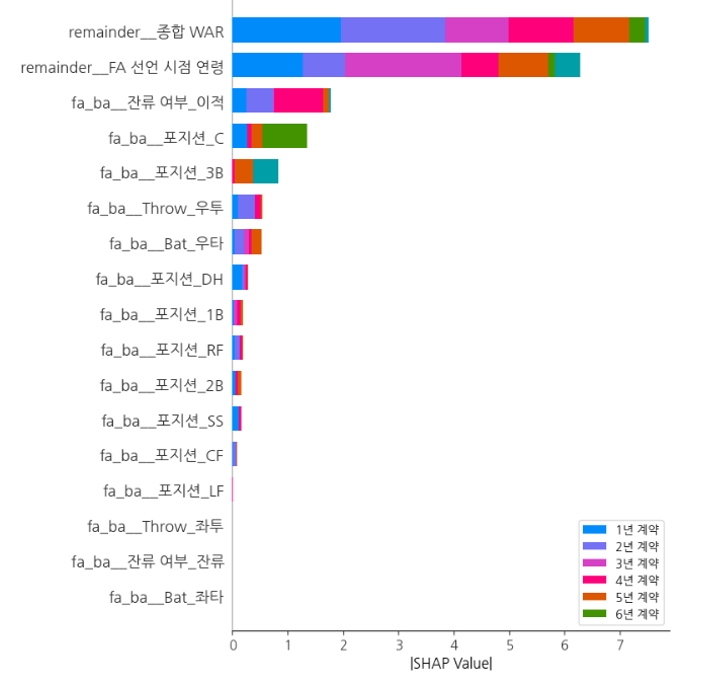 remainder__종합 WAR
remainder__FA 선언 시점 연령
fa_ba__잔류 여부_이적
fa_ba__포지션_C
fa_ba__포지션_3B
fa_ba__Throw_우투
fa_ba__Bat_우타
fa_ba__포지션_DH
fa_ba__포지션_1B
fa_ba__포지션_RF
fa_ba__포지션_2B
fa_ba__포지션_SS
fa_ba__포지션_CF
fa_ba__포지션_LF
fa_ba__Throw_좌투
fa_ba__잔류 여부_잔류
fa_ba__Bat_좌타
1년 계약
2년 계약
3년 계약
4년 계약
5년 계약
6년 계약
0 1 2 3 4 5 6 7
|SHAP Value|